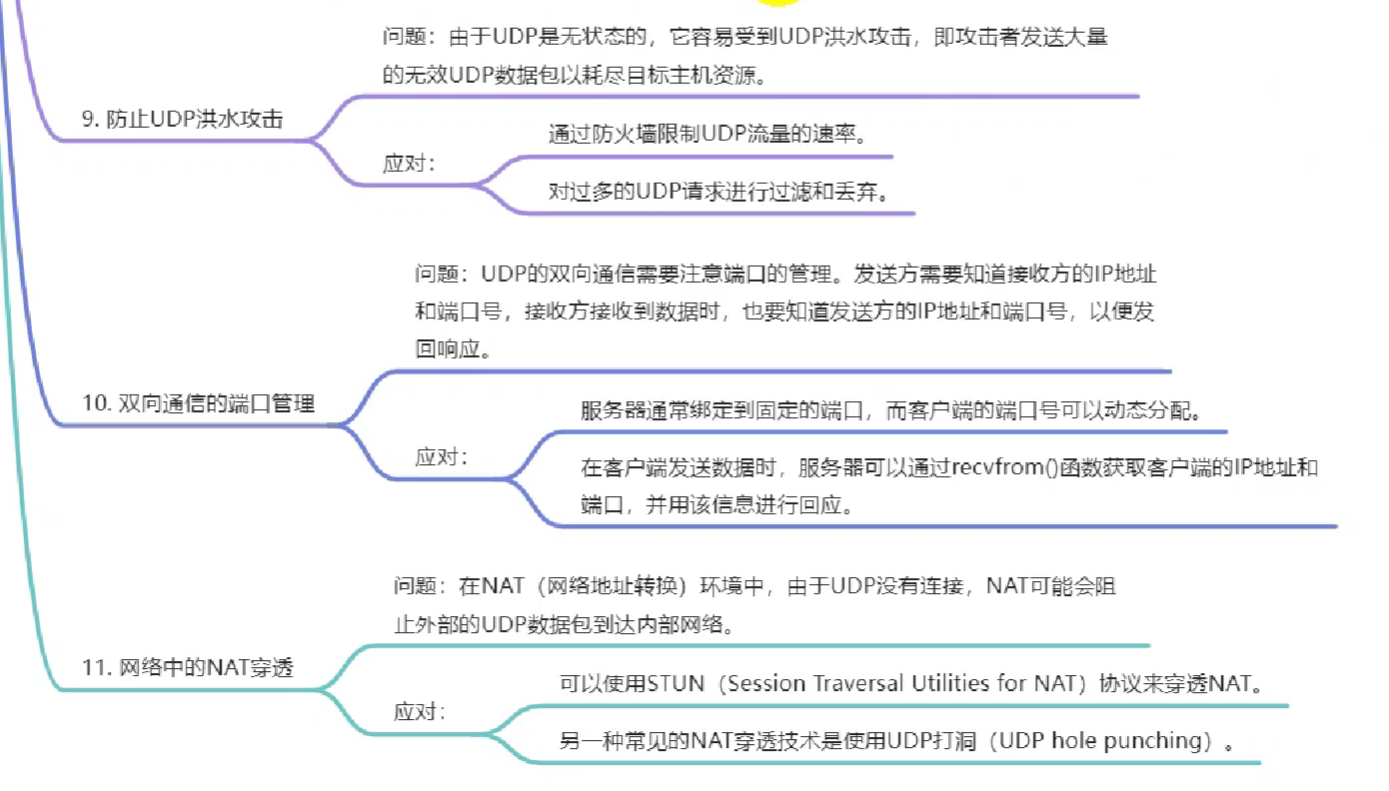 问题：由于UDP是无状态的，它容易受到UDP洪水攻击，即攻击者发送大量
的无效UDP数据包以耗尽目标主机资源。
9. 防止UDP洪水攻击
通过防火墙限制UDP流量的速率。
应对：
对过多的UDP请求进行过滤和丢弃。
问题：UDP的双向通信需要注意端口的管理。发送方需要知道接收方的IP地址
和端口号，接收方接收到数据时，也要知道发送方的IP地址和端口号，以便发
回响应。
10. 双向通信的端口管理
服务器通常绑定到固定的端口，而客户端的端口号可以动态分配。
应对：
在客户端发送数据时，服务器可以通过recvfrom()函数获取客户端的IP地址和
端口，并用该信息进行回应。
问题：在NAT（网络地址转换）环境中，由于UDP没有连接，NAT可能会阻
止外部的UDP数据包到达内部网络。
11. 网络中的NAT穿透
可以使用STUN（Session Traversal Utilities for NAT）协议来穿透NAT。
应对：
另一种常见的NAT穿透技术是使用UDP打洞（UDP hole punching）。